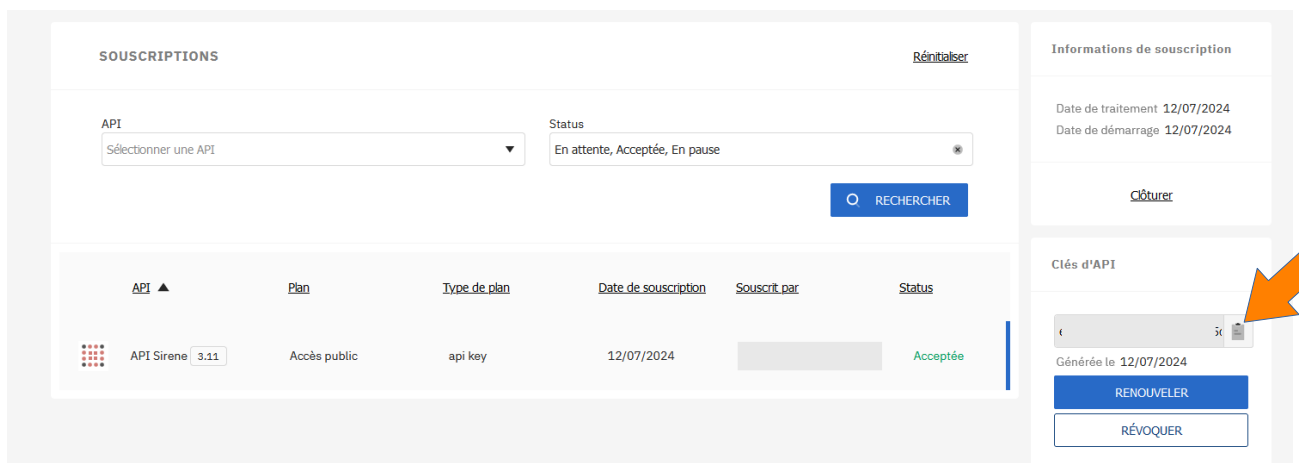 SOUSCRIPTIONS
Réinitialiser
API
Status
Sélectionner une API
En attente, Acceptée, En pause
RECHERCHER
API ▲ Plan Type de plan Date de souscription Souscrit par Status
API Sirene 3.11 Accès public api key 12/07/2024 Acceptée
Informations de souscription
Date de traitement 12/07/2024
Date de démarrage 12/07/2024
Clôturer
Clés d'API
Générée le 12/07/2024
RENOUVELER
RÉVOQUER